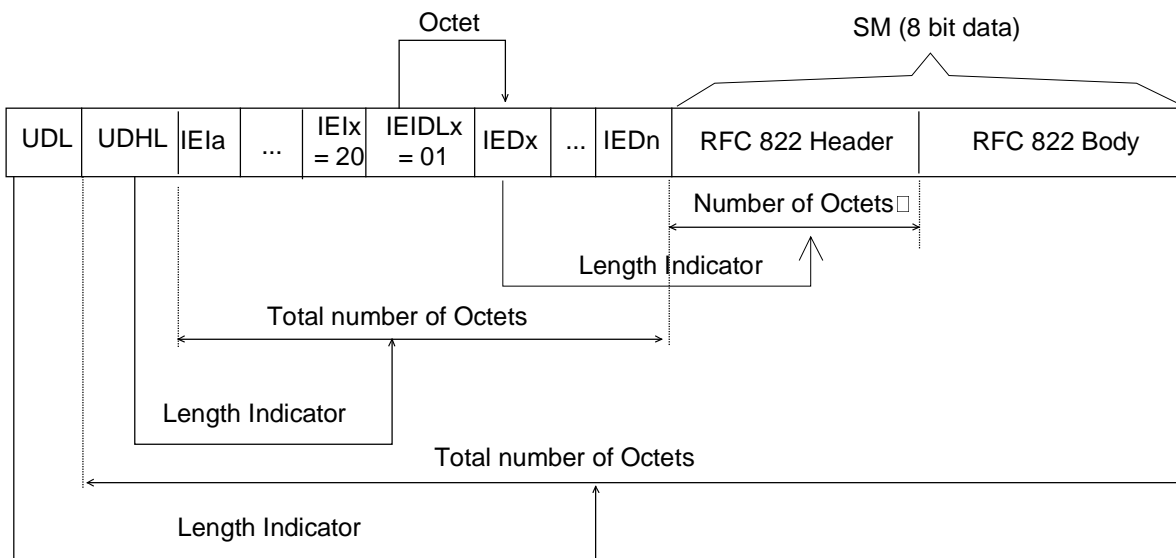 Octet
SM (8 bit data)
UDL UDHL IEIa ... IEIx = 20 IEIDLx = 01 IEDx ... IEDn RFC 822 Header RFC 822 Body
Number of Octets□
Length Indicator
Total number of Octets
Length Indicator
Total number of Octets
Length Indicator